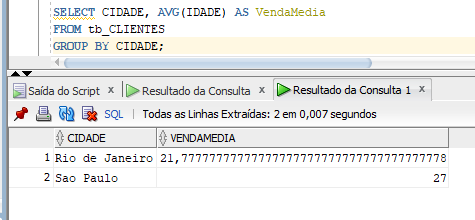 SELECT CIDADE, AVG(IDADE) AS VendaMedia
FROM tb_CLIENTES
GROUP BY CIDADE;
Saída do Script x Resultado da Consulta x Resultado da Consulta 1 x
SQL | Todas as Linhas Extraídas: 2 em 0,007 segundos
CIDADE VENDAMEDIA
1 Rio de Janeiro 21,7777777777777777777777777777777777778
2 Sao Paulo 27